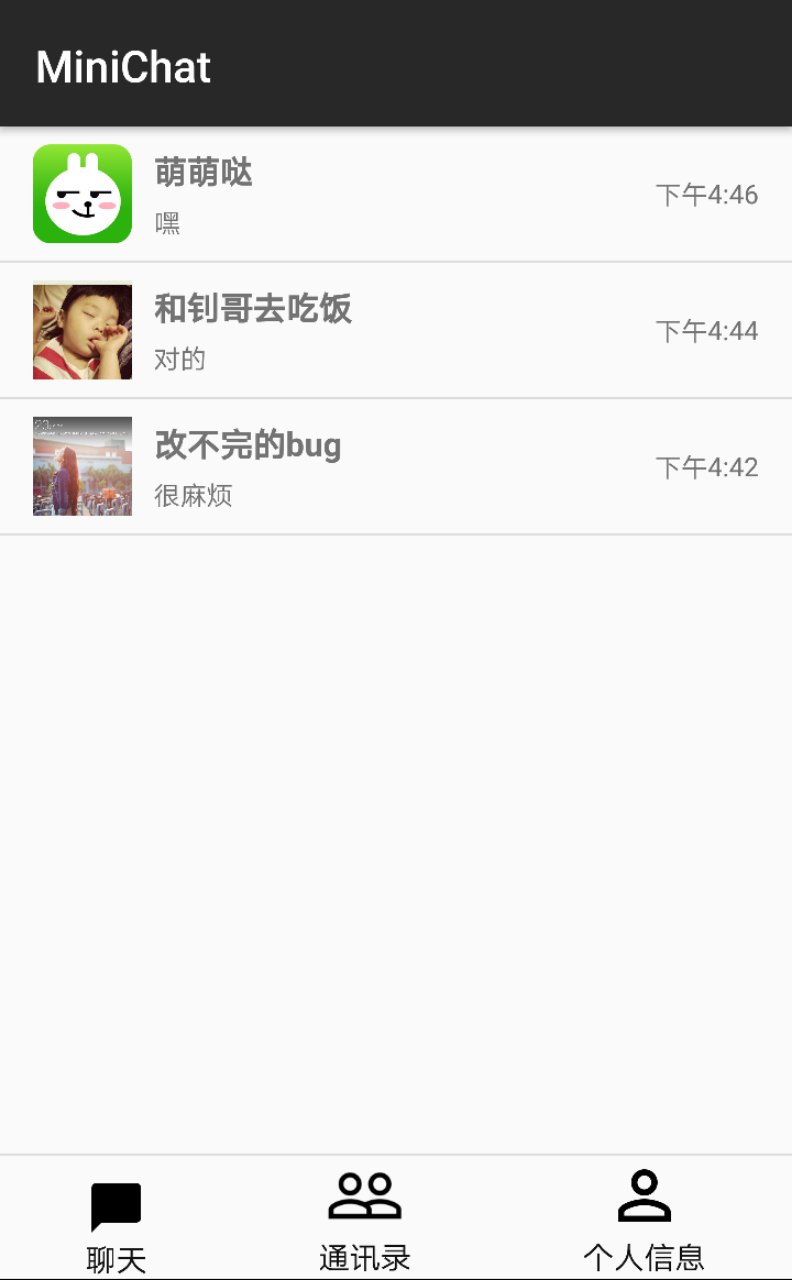 MiniChat
萌萌哒
下午4:46
嘿
和钊哥去吃饭
下午4:44
对的
改不完的bug
下午4:42
很麻烦
聊天
通讯录
个人信息